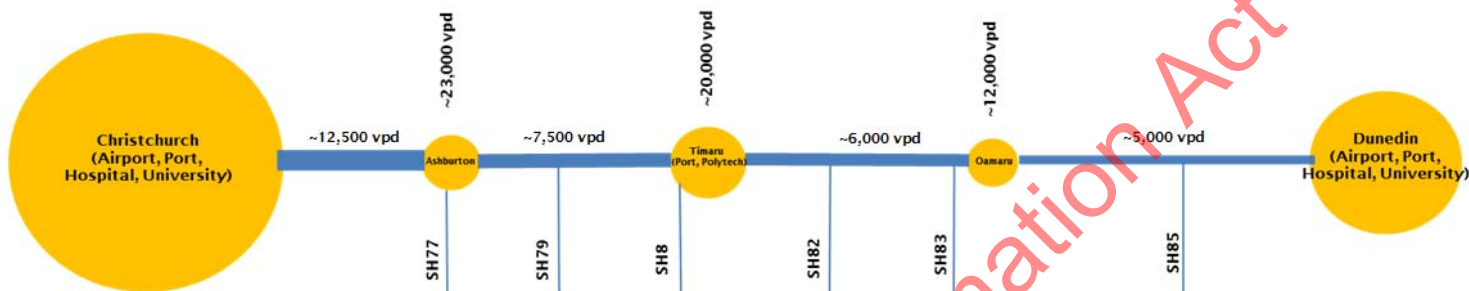 ~23,000 vpd
~20,000 vpd
~12,000 vpd
Christchurch
(Airport, Port,
Hospital, University)
~12,500 vpd
Ashburton
~7,500 vpd
Timaru
(Port, Polytech)
~6,000 vpd
Oamaru
~5,000 vpd
Dunedin
(Airport, Port,
Hospital, University)
SH77
SH79
SH8
SH82
SH83
SH85
mation Act